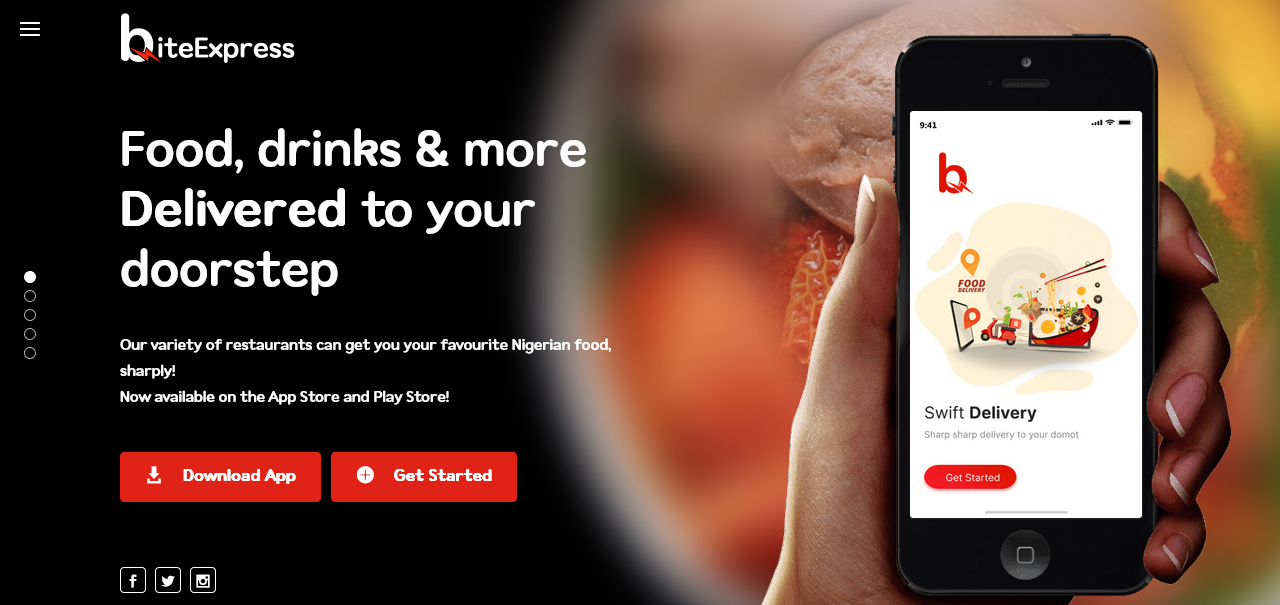 biteExpress
Food, drinks & more
Delivered to your
doorstep
Our variety of restaurants can get you your favourite Nigerian food,
sharply!
Now available on the App Store and Play Store!
Download App
Get Started
9:41
b
FOOD
DELIVERY
Swift Delivery
Sharp sharp delivery to your domot
Get Started